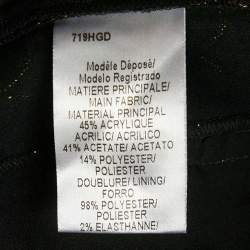 719HGD
Modèle Déposé/
Modelo Registrado
MATIERE PRINCIPALE/
MAIN FABRIC/
MATERIAL PRINCIPAL
45% ACRYLIQUE
ACRILIC/ ACRILICO
41% ACETATE/ ACETATO
14% POLYESTER/
POLIESTER
DOUBLURE/ LINING/
FORRO
98% POLYESTER/
POLIESTER
2% ELASTHANNE/